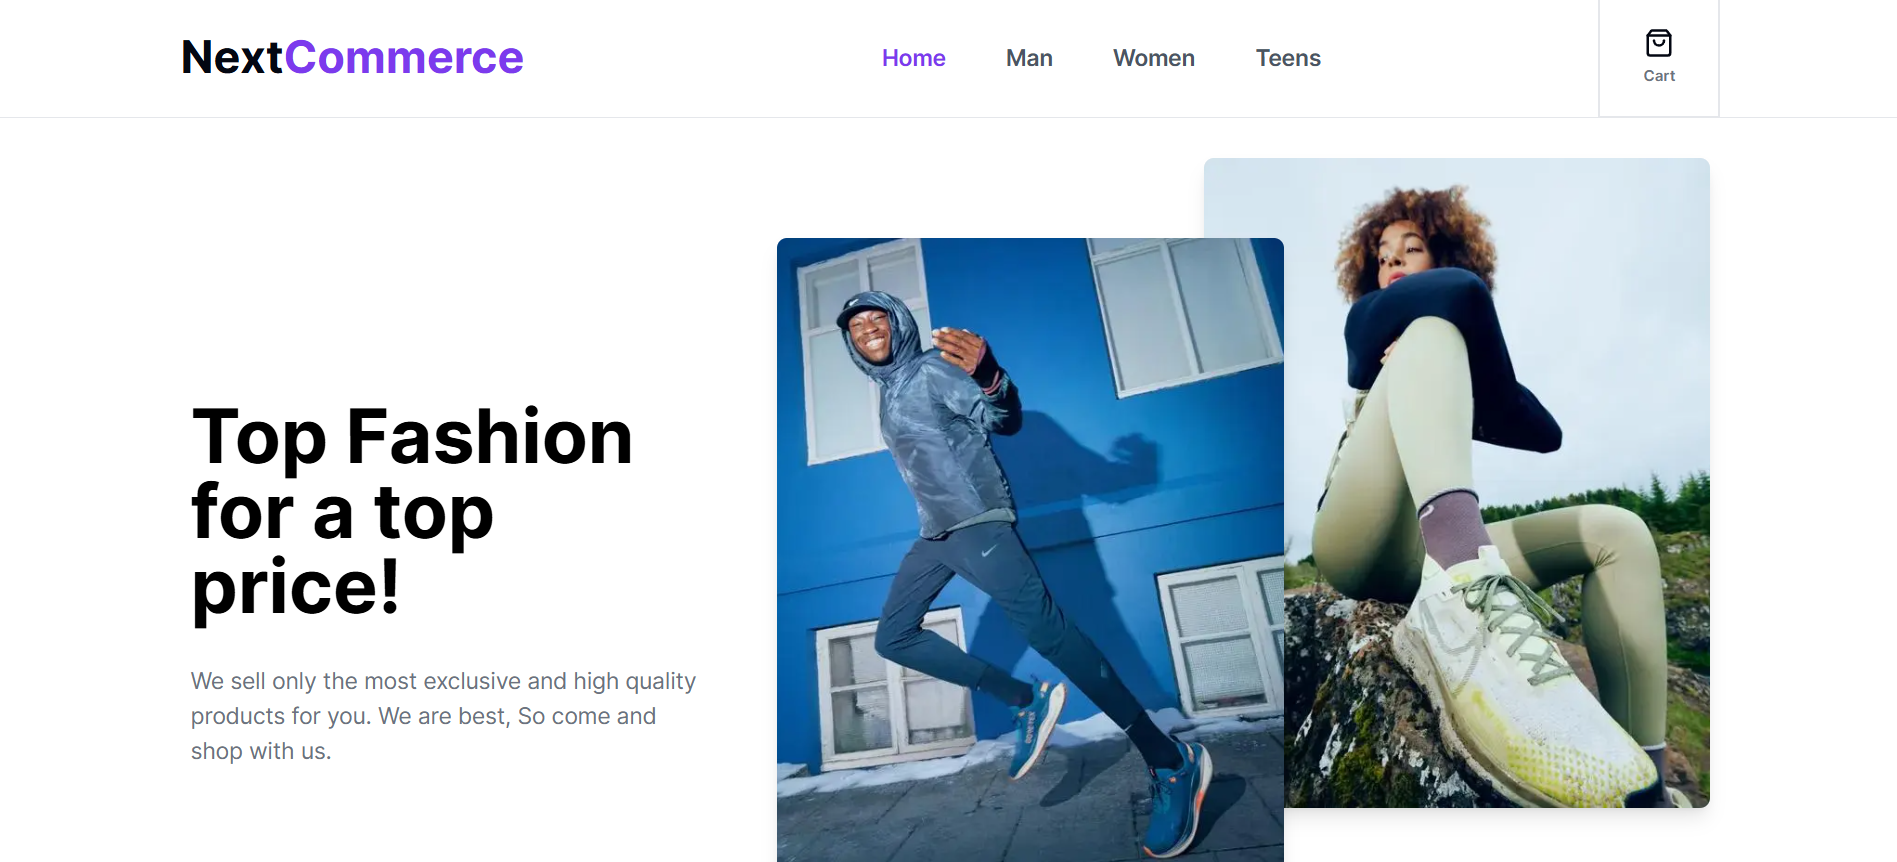 NextCommerce
Home
Man
Women
Teens
Cart
Top Fashion
for a top
price!
We sell only the most exclusive and high quality
products for you. We are best, So come and
shop with us.